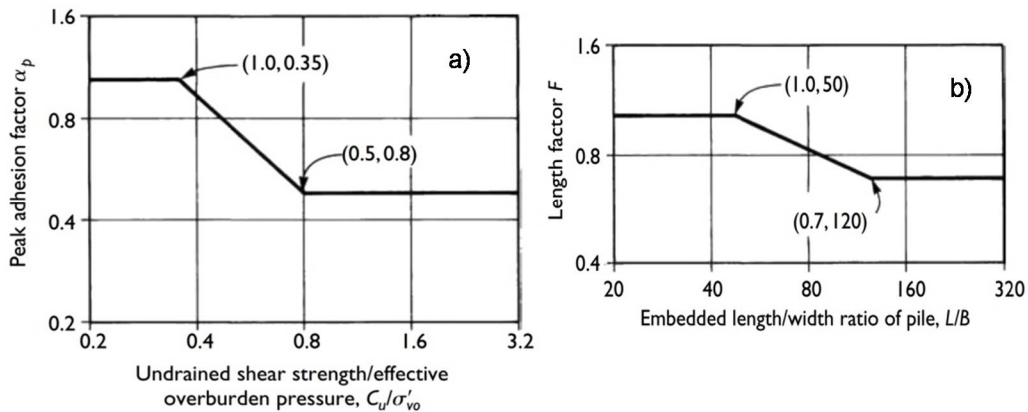 Peak adhesion factor αₚ
1.6
0.8
0.4
0.2
(1.0, 0.35)
a)
(0.5, 0.8)
0.2 0.4 0.8 1.6 3.2
Undrained shear strength/effective
overburden pressure, Cᵤ/σ′ᵥₒ
Length factor F
1.6
0.8
0.4
(1.0, 50)
b)
(0.7, 120)
20 40 80 160 320
Embedded length/width ratio of pile, L/B